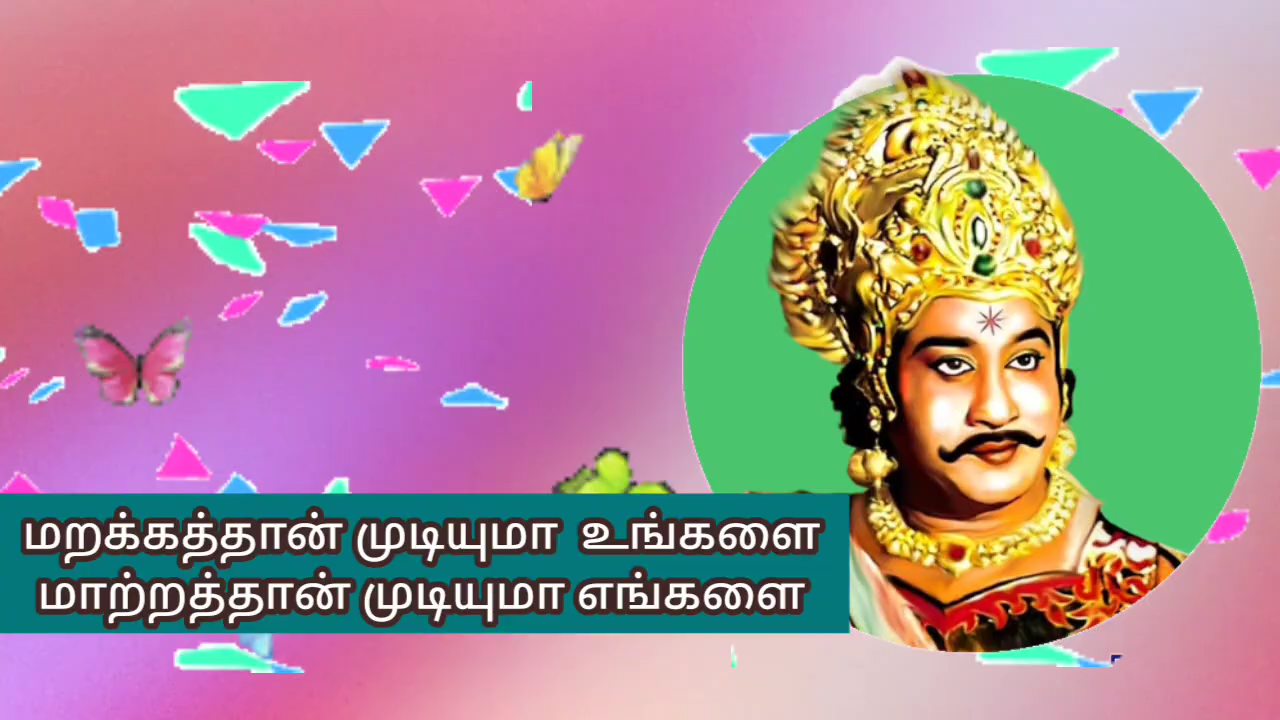 மறக்கத்தான் முடியுமா உங்களை
மாற்றத்தான் முடியுமா எங்களை